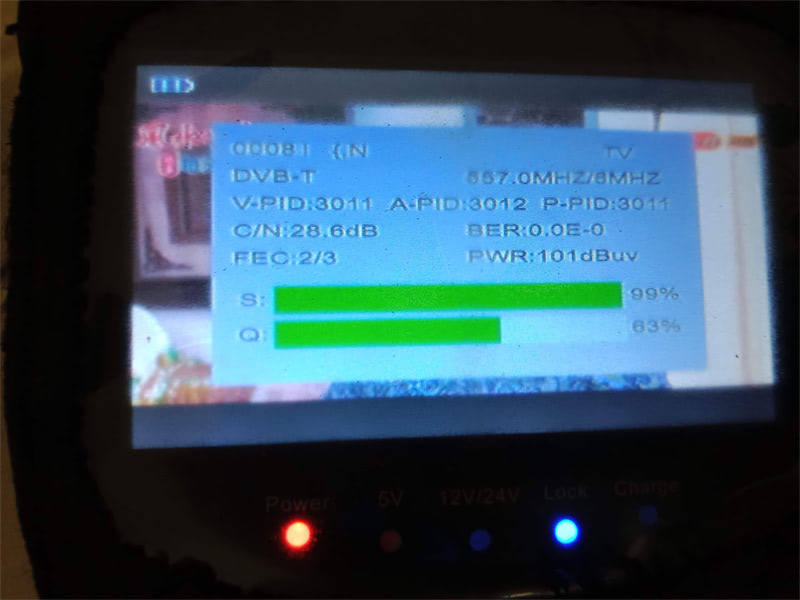 TV
DVB-T 557.0MHZ/6MHZ
V-PID:3011 A-PID:3012 P-PID:3011
C/N:28.6dB BER:0.0E-0
FEC:2/3 PWR:101dBuv
S: 99%
Q: 63%
Power 5V 12V/24V Lock Charge